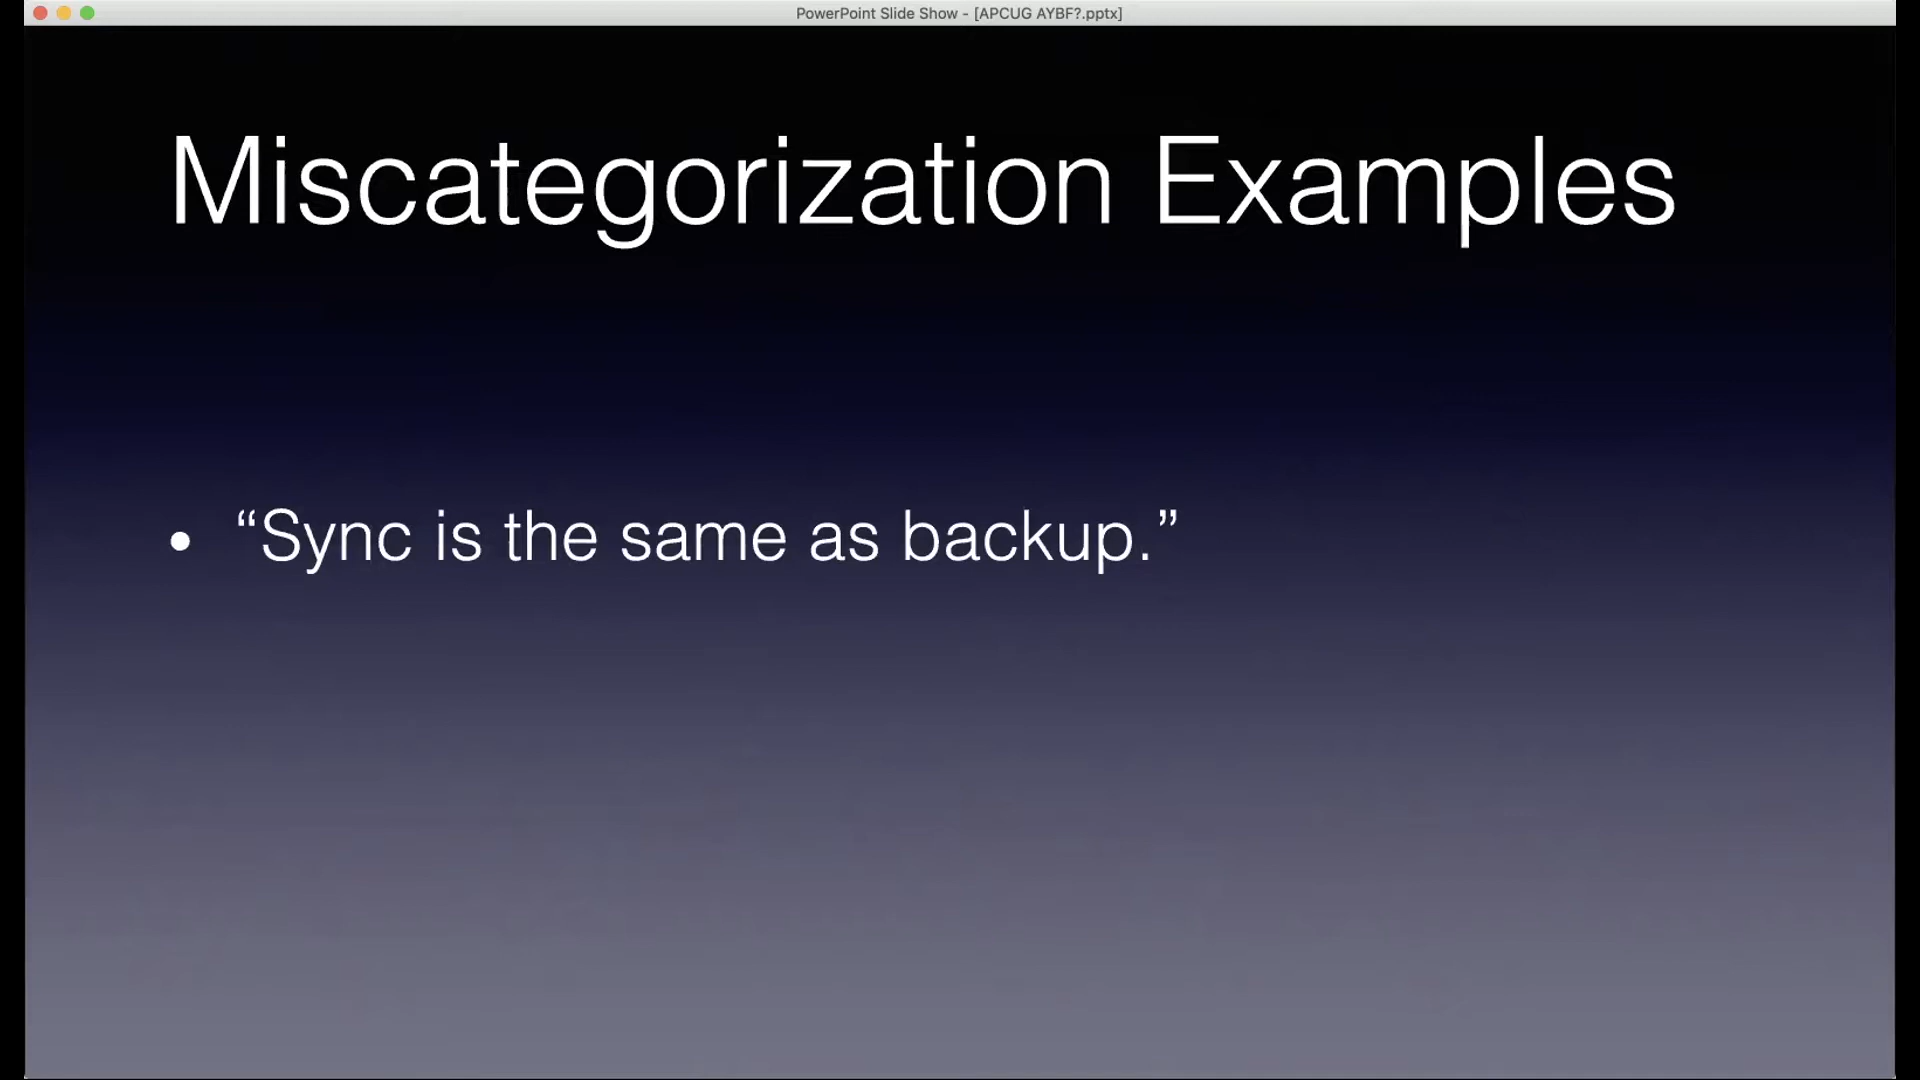 PowerPoint Slide Show - [APCUG AYBF?.pptx]
Miscategorization Examples
• “Sync is the same as backup.”